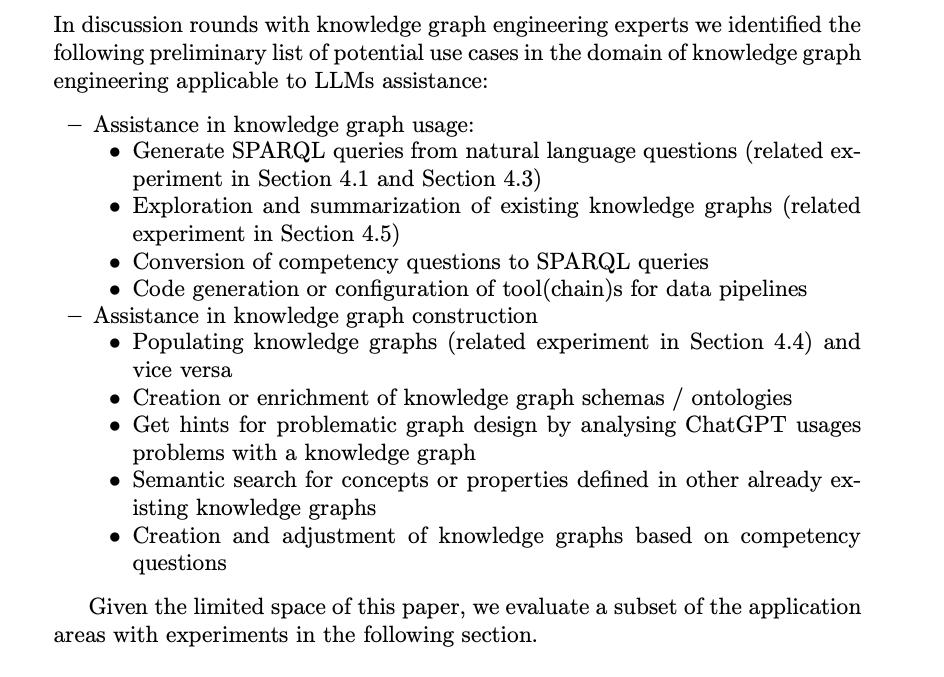 In discussion rounds with knowledge graph engineering experts we identified the
following preliminary list of potential use cases in the domain of knowledge graph
engineering applicable to LLMs assistance:
– Assistance in knowledge graph usage:
• Generate SPARQL queries from natural language questions (related ex-
periment in Section 4.1 and Section 4.3)
• Exploration and summarization of existing knowledge graphs (related
experiment in Section 4.5)
• Conversion of competency questions to SPARQL queries
• Code generation or configuration of tool(chain)s for data pipelines
– Assistance in knowledge graph construction
• Populating knowledge graphs (related experiment in Section 4.4) and
vice versa
• Creation or enrichment of knowledge graph schemas / ontologies
• Get hints for problematic graph design by analysing ChatGPT usages
problems with a knowledge graph
• Semantic search for concepts or properties defined in other already ex-
isting knowledge graphs
• Creation and adjustment of knowledge graphs based on competency
questions
Given the limited space of this paper, we evaluate a subset of the application
areas with experiments in the following section.